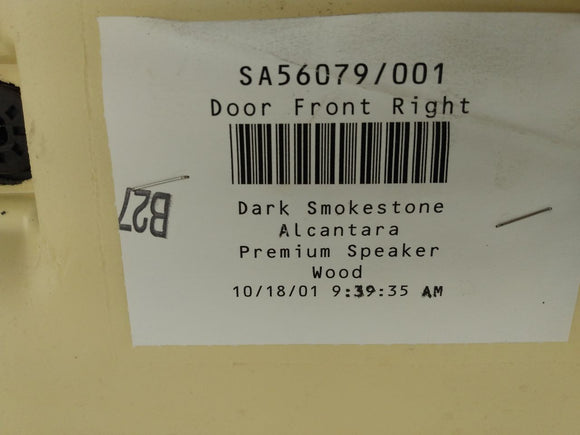 SA56079/001
Door Front Right
Dark Smokestone
Alcantara
Premium Speaker
Wood
10/18/01 9:39:35 AM
B27